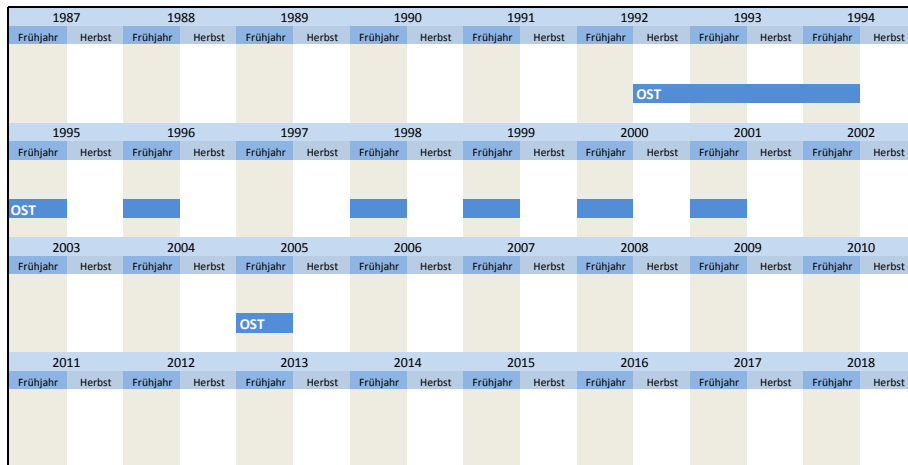 1987 1988 1989 1990 1991 1992 1993 1994
Frühjahr Herbst Frühjahr Herbst Frühjahr Herbst Frühjahr Herbst Frühjahr Herbst Frühjahr Herbst Frühjahr Herbst Frühjahr Herbst
OST
1995 1996 1997 1998 1999 2000 2001 2002
Frühjahr Herbst Frühjahr Herbst Frühjahr Herbst Frühjahr Herbst Frühjahr Herbst Frühjahr Herbst Frühjahr Herbst Frühjahr Herbst
OST
2003 2004 2005 2006 2007 2008 2009 2010
Frühjahr Herbst Frühjahr Herbst Frühjahr Herbst Frühjahr Herbst Frühjahr Herbst Frühjahr Herbst Frühjahr Herbst Frühjahr Herbst
OST
2011 2012 2013 2014 2015 2016 2017 2018
Frühjahr Herbst Frühjahr Herbst Frühjahr Herbst Frühjahr Herbst Frühjahr Herbst Frühjahr Herbst Frühjahr Herbst Frühjahr Herbst